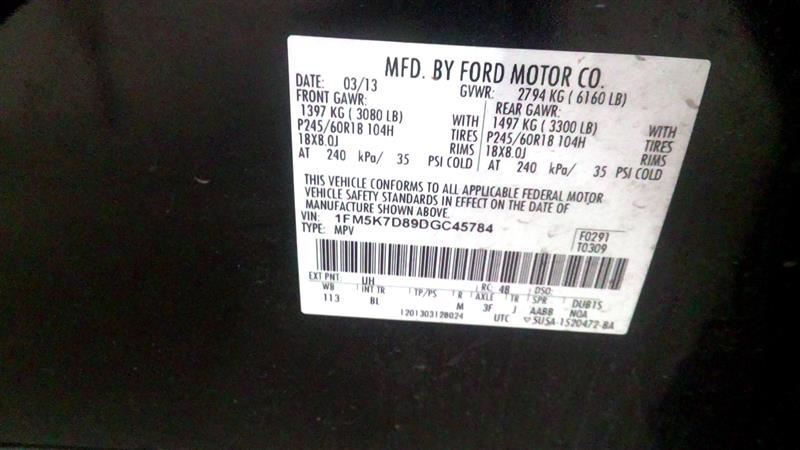 MFD. BY FORD MOTOR CO.
DATE: 03/13 GVWR: 2794 KG ( 6160 LB)
FRONT GAWR: REAR GAWR:
1397 KG ( 3080 LB) WITH 1497 KG ( 3300 LB) WITH
P245/60R18 104H TIRES P245/60R18 104H TIRES
18X8.0J RIMS 18X8.0J RIMS
AT 240 kPa/ 35 PSI COLD AT 240 kPa/ 35 PSI COLD
THIS VEHICLE CONFORMS TO ALL APPLICABLE FEDERAL MOTOR
VEHICLE SAFETY STANDARDS IN EFFECT ON THE DATE OF
MANUFACTURE SHOWN ABOVE.
VIN: 1FM5K7D89DGC45784
TYPE: MPV
F0291
T0309
EXT PNT: UH RC: 48 DSO:
WB INT TR TP/PS R AXLE TR SPR DUB15
113 BL M 3F J AABB NOA
1201303128024 UTC 5USA-1520472-BA